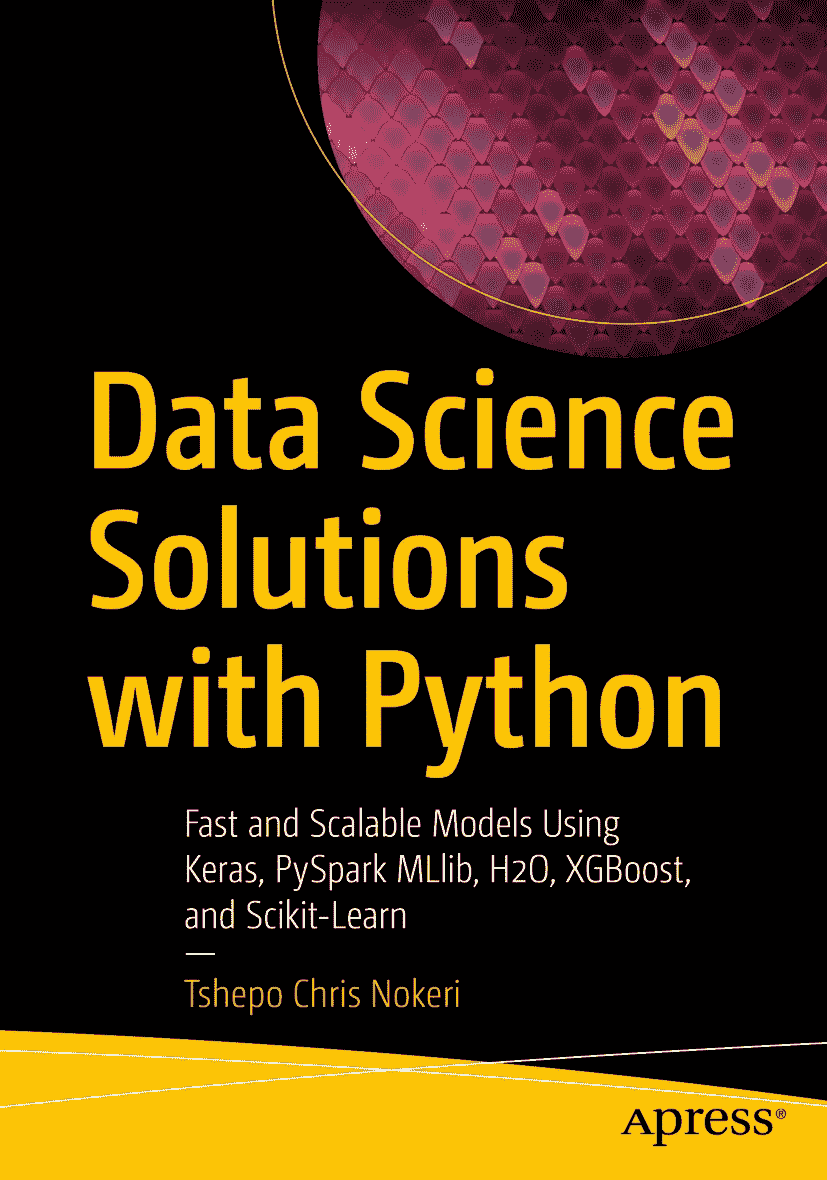 Data Science
Solutions
with Python
Fast and Scalable Models Using
Keras, PySpark MLlib, H2O, XGBoost,
and Scikit-Learn
—
Tshepo Chris Nokeri
Apress®